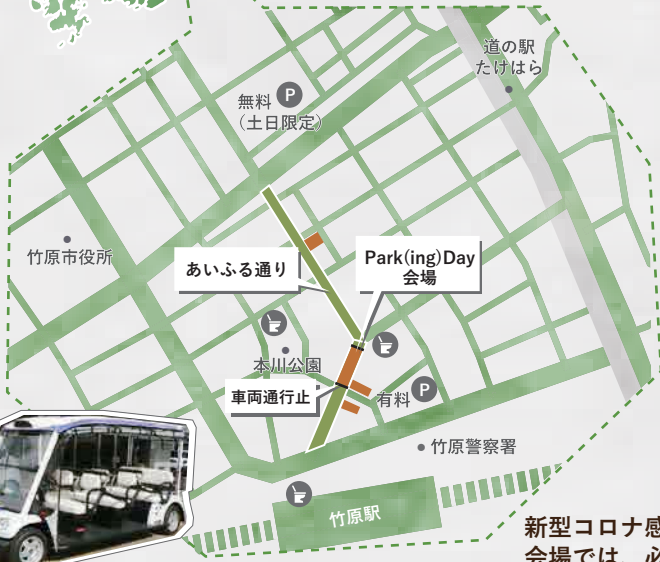 道の駅
たけはら
無料 P
（土日限定）
竹原市役所
あいふる通り
Park(ing)Day
会場
本川公園
車両通行止
有料 P
竹原警察署
竹原駅
新型コロナ感
会場では、必